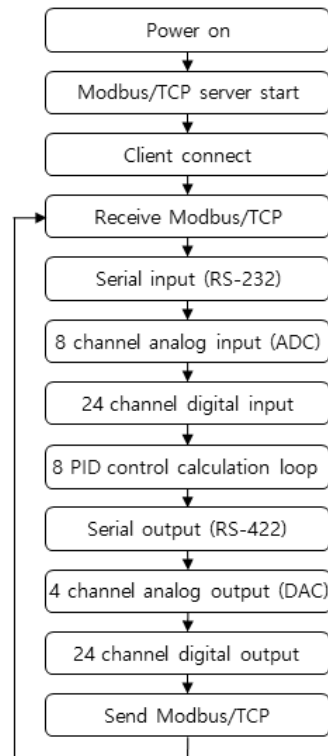 Power on
Modbus/TCP server start
Client connect
Receive Modbus/TCP
Serial input (RS-232)
8 channel analog input (ADC)
24 channel digital input
8 PID control calculation loop
Serial output (RS-422)
4 channel analog output (DAC)
24 channel digital output
Send Modbus/TCP